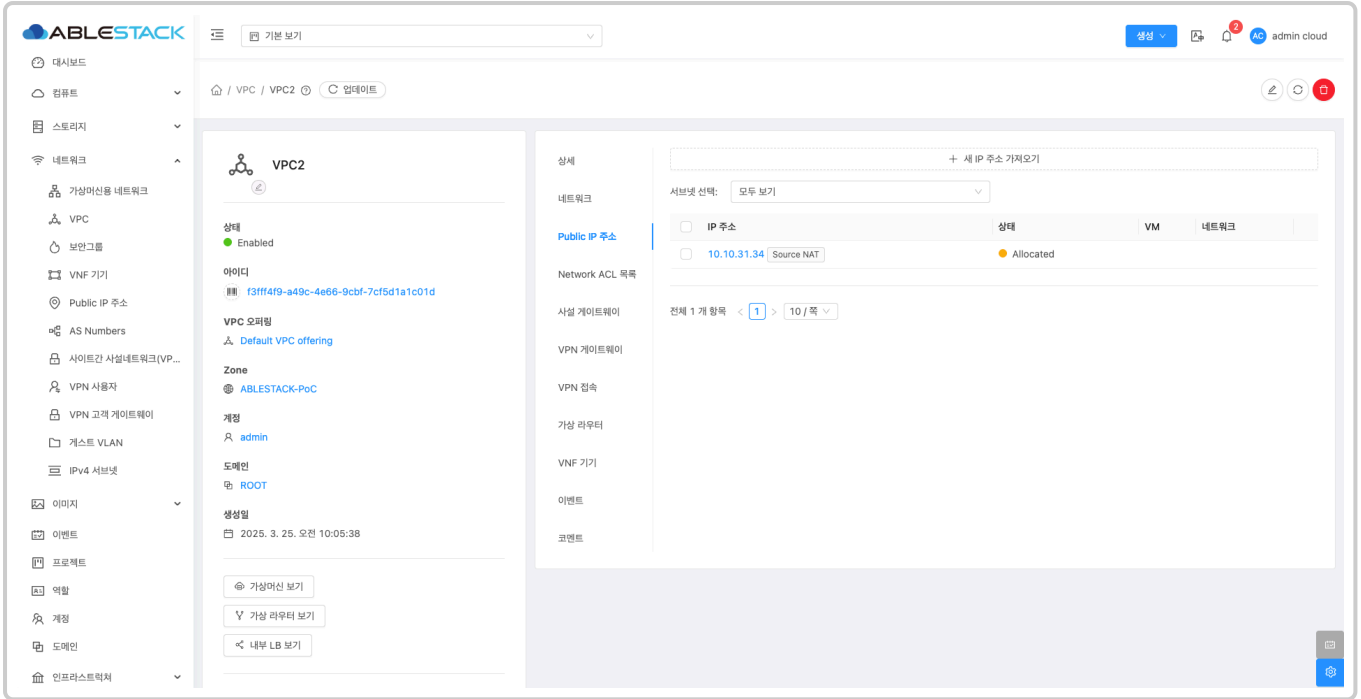 ABLESTACK
기본 보기
생성
2
AC
admin cloud
대시보드
컴퓨트
스토리지
네트워크
가상머신용 네트워크
VPC
보안그룹
VNF 기기
Public IP 주소
AS Numbers
사이트간 사설네트워크(VP...
VPN 사용자
VPN 고객 게이트웨이
게스트 VLAN
IPv4 서브넷
이미지
이벤트
프로젝트
역할
계정
도메인
인프라스트럭쳐
/ VPC / VPC2
업데이트
VPC2
상태
Enabled
아이디
f3fff4f9-a49c-4e66-9cbf-7cf5d1a1c01d
VPC 오퍼링
Default VPC offering
Zone
ABLESTACK-PoC
계정
admin
도메인
ROOT
생성일
2025. 3. 25. 오전 10:05:38
가상머신 보기
가상 라우터 보기
내부 LB 보기
상세
네트워크
Public IP 주소
Network ACL 목록
사설 게이트웨이
VPN 게이트웨이
VPN 접속
가상 라우터
VNF 기기
이벤트
코멘트
+ 새 IP 주소 가져오기
서브넷 선택: 모두 보기
IP 주소 상태 VM 네트워크
10.10.31.34 Source NAT Allocated
전체 1 개 항목 < 1 > 10 / 쪽